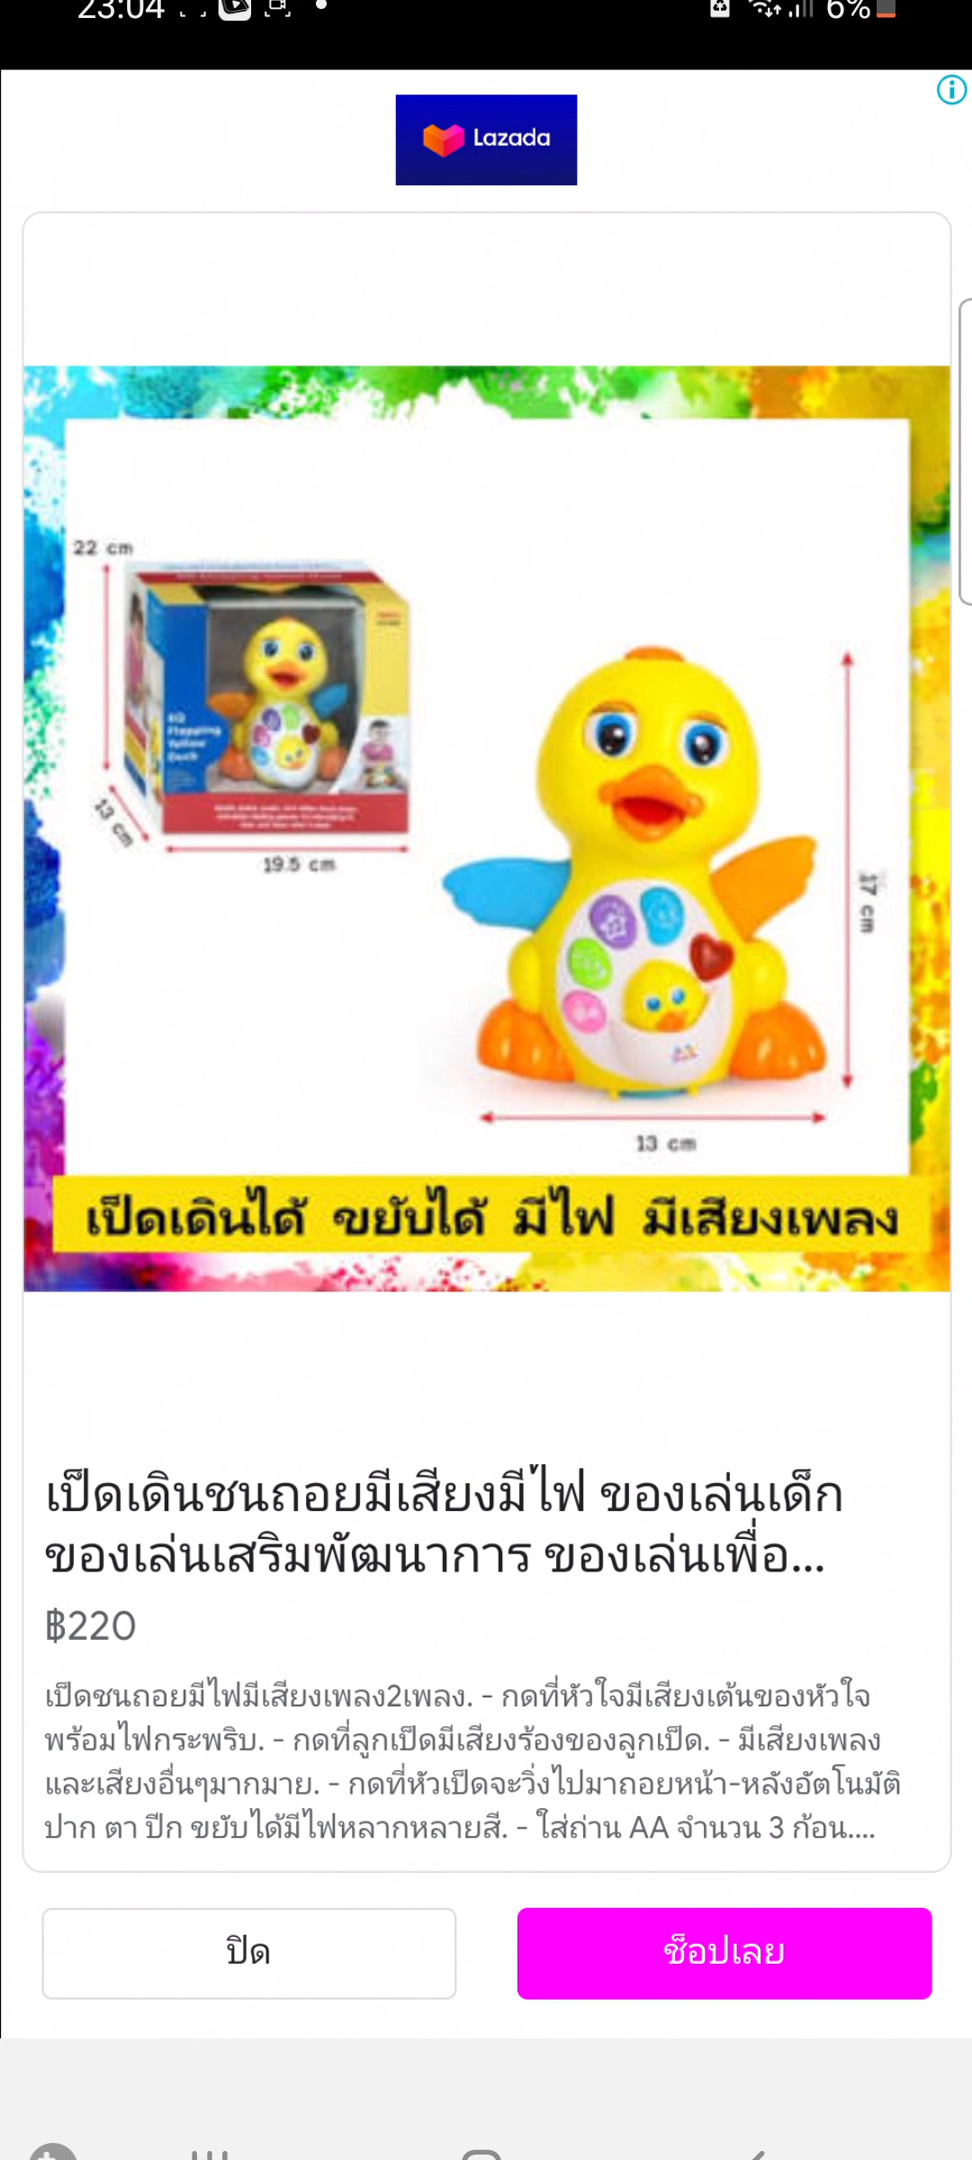 23:04
6%
Lazada
22 cm
EQ
Flapping
Yellow
Duck
13 cm
19.5 cm
17 cm
13 cm
เป็ดเดินได้ ขยับได้ มีไฟ มีเสียงเพลง
เป็ดเดินชนถอยมีเสียงมีไฟ ของเล่นเด็ก
ของเล่นเสริมพัฒนาการ ของเล่นเพื่อ...
฿220
เป็ดชนถอยมีไฟมีเสียงเพลง2เพลง. - กดที่หัวใจมีเสียงเต้นของหัวใจ
พร้อมไฟกระพริบ. - กดที่ลูกเป็ดมีเสียงร้องของลูกเป็ด. - มีเสียงเพลง
และเสียงอื่นๆมากมาย. - กดที่หัวเป็ดจะวิ่งไปมาถอยหน้า-หลังอัตโนมัติ
ปาก ตา ปีก ขยับได้มีไฟหลากหลายสี. - ใส่ถ่าน AA จำนวน 3 ก้อน....
ปิด
ช็อปเลย